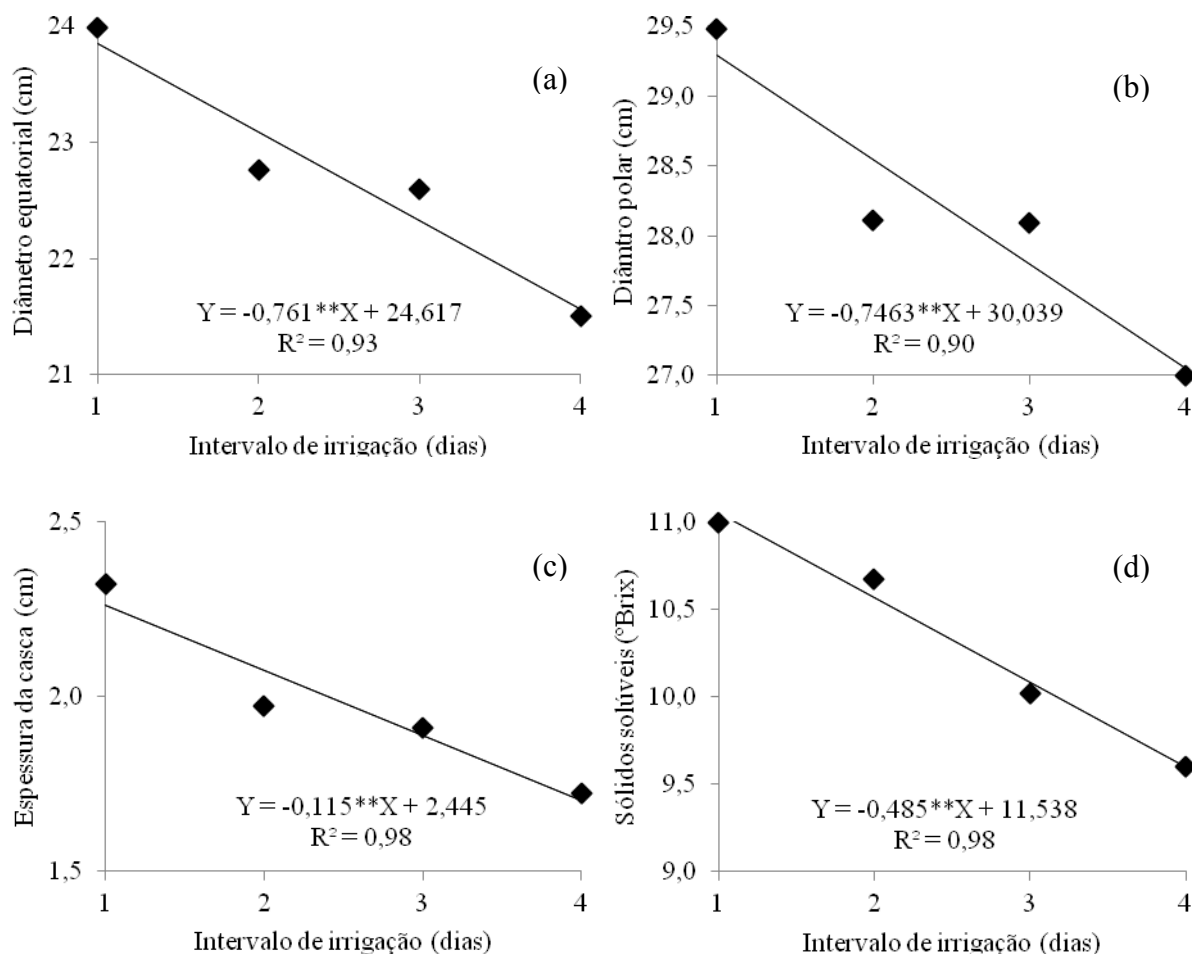 24
23
22
21
Diâmetro equatorial (cm)
(a)
Y = -0,761**X + 24,617
R² = 0,93
1 2 3 4
Intervalo de irrigação (dias)
29,5
29,0
28,5
28,0
27,5
27,0
Diâmtro polar (cm)
(b)
Y = -0,7463**X + 30,039
R² = 0,90
1 2 3 4
Intervalo de irrigação (dias)
2,5
2,0
1,5
Espessura da casca (cm)
(c)
Y = -0,115**X + 2,445
R² = 0,98
1 2 3 4
Intervalo de irrigação (dias)
11,0
10,5
10,0
9,5
9,0
Sólidos solúveis (°Brix)
(d)
Y = -0,485**X + 11,538
R² = 0,98
1 2 3 4
Intervalo de irrigação (dias)